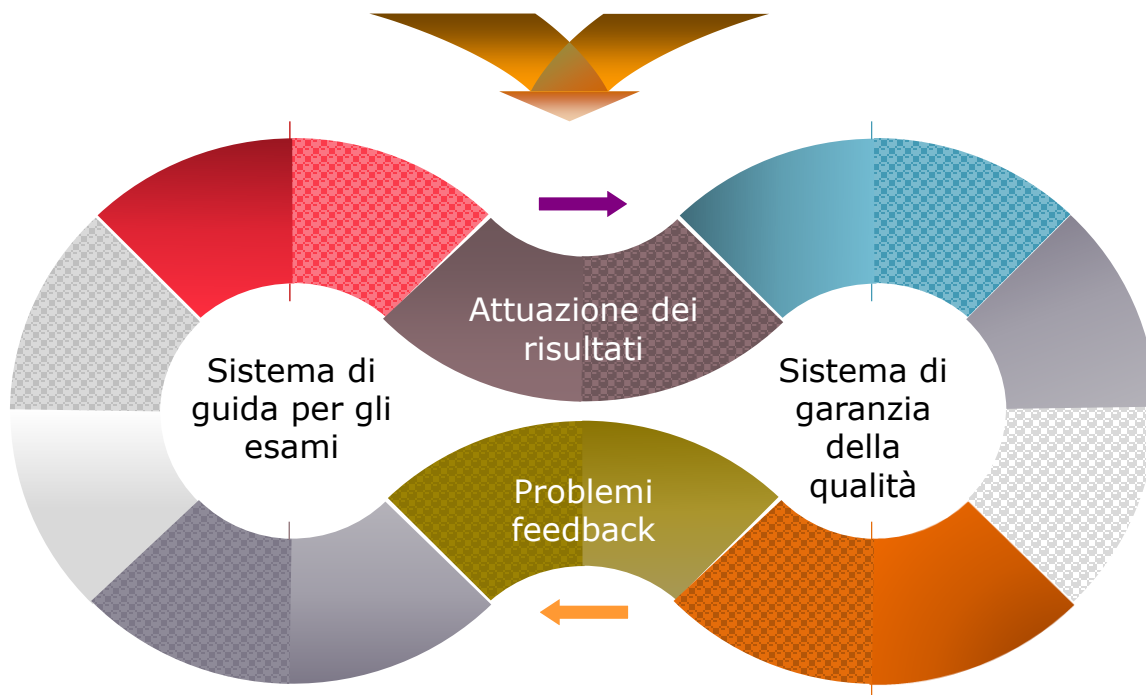 Attuazione dei
risultati
Sistema di
guida per gli
esami
Sistema di
garanzia
della
qualità
Problemi
feedback